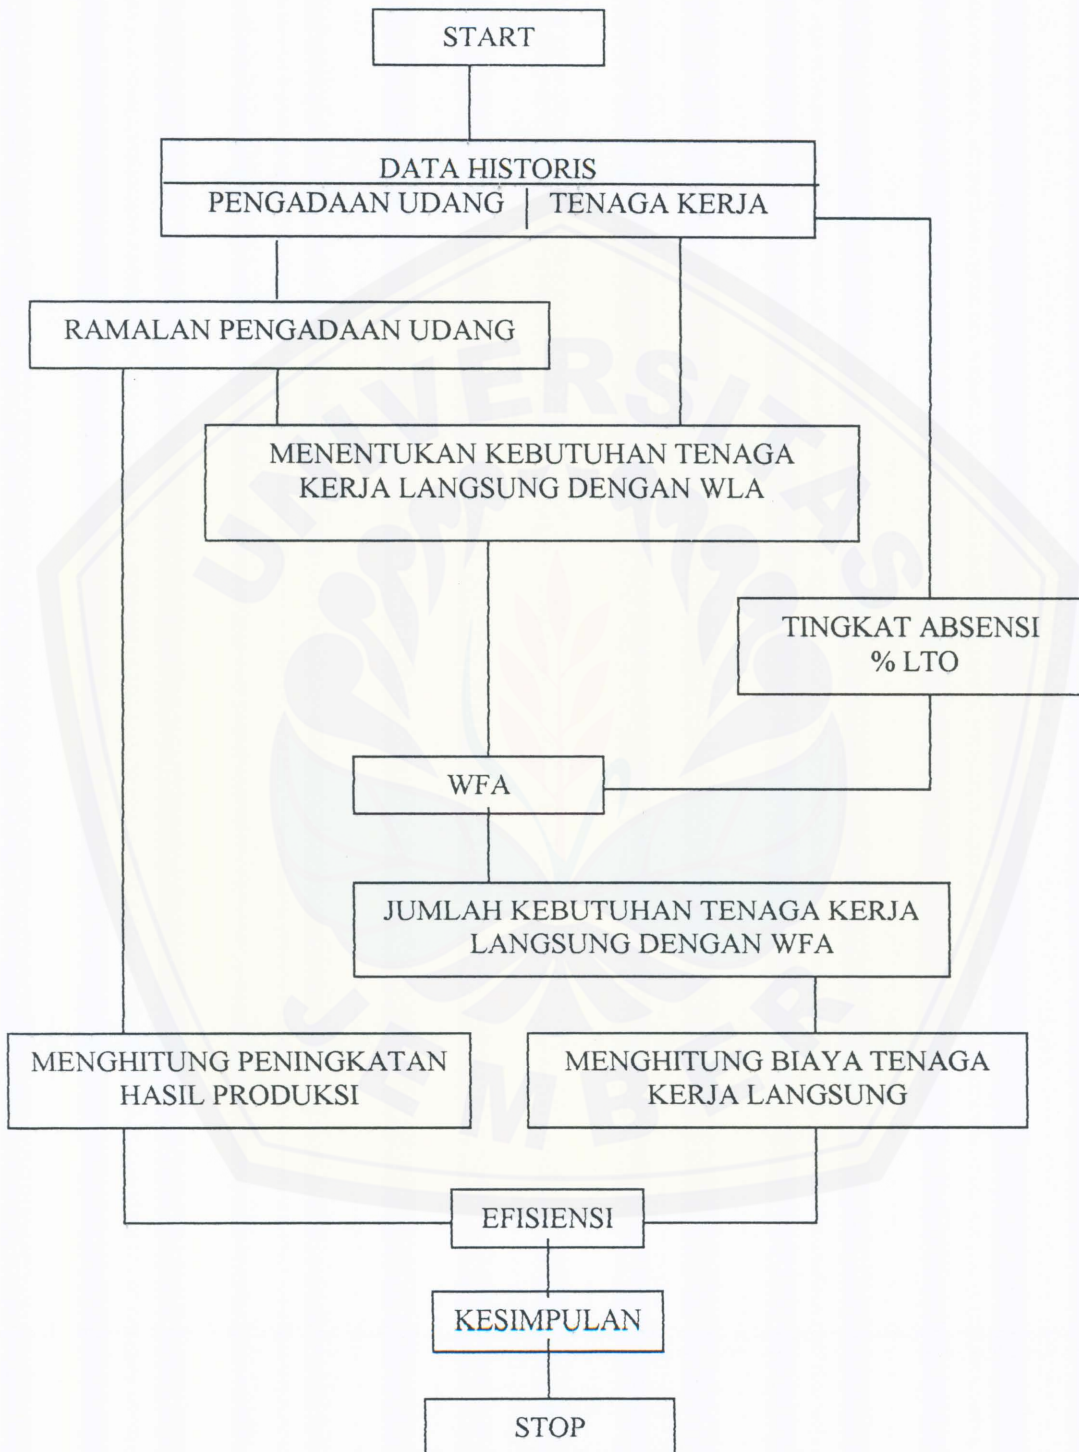 START
DATA HISTORIS
PENGADAAN UDANG TENAGA KERJA
RAMALAN PENGADAAN UDANG
MENENTUKAN KEBUTUHAN TENAGA
KERJA LANGSUNG DENGAN WLA
TINGKAT ABSENSI
% LTO
WFA
JUMLAH KEBUTUHAN TENAGA KERJA
LANGSUNG DENGAN WFA
MENGHITUNG PENINGKATAN
HASIL PRODUKSI
MENGHITUNG BIAYA TENAGA
KERJA LANGSUNG
EFISIENSI
KESIMPULAN
STOP
UNIVERSITAS
JEMBER